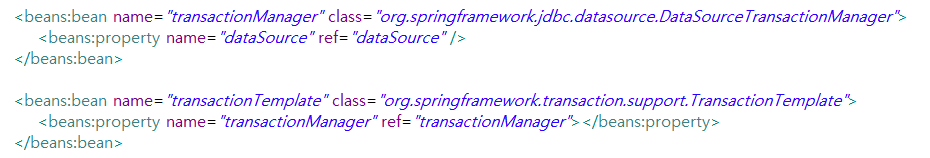 <beans:bean name="transactionManager" class="org.springframework.jdbc.datasource.DataSourceTransactionManager">
<beans:property name="dataSource" ref="dataSource" />
</beans:bean>
<beans:bean name="transactionTemplate" class="org.springframework.transaction.support.TransactionTemplate">
<beans:property name="transactionManager" ref="transactionManager"></beans:property>
</beans:bean>